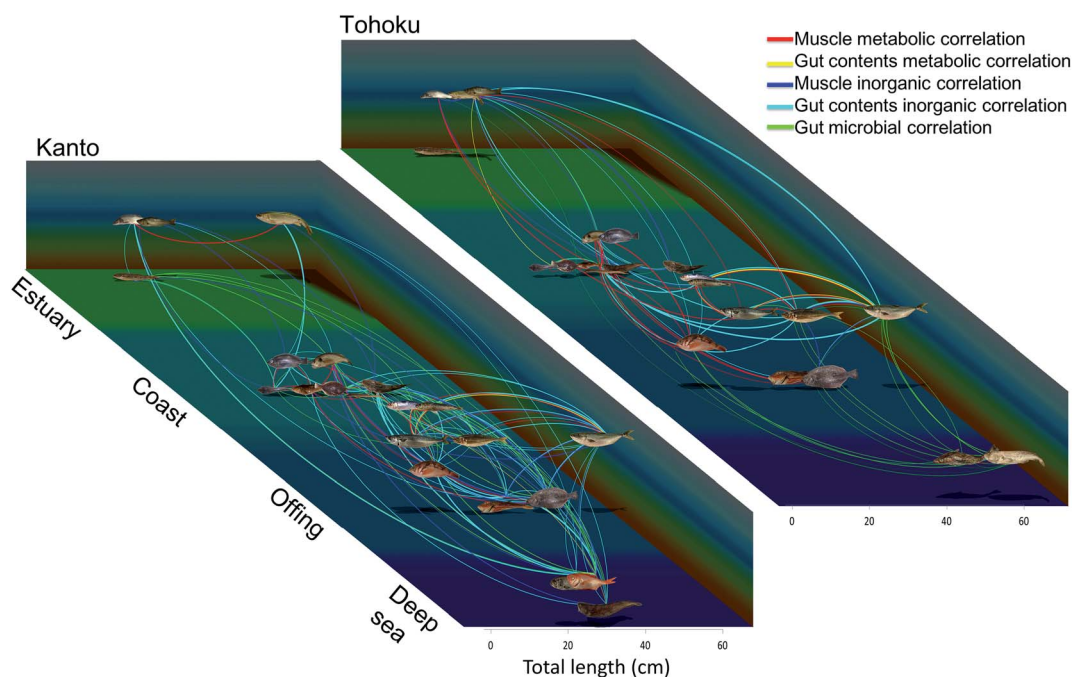 Tohoku
Muscle metabolic correlation
Gut contents metabolic correlation
Muscle inorganic correlation
Gut contents inorganic correlation
Gut microbial correlation
Kanto
Estuary
Coast
Offing
Deep
sea
0 20 40 60
0 20 40 60
Total length (cm)